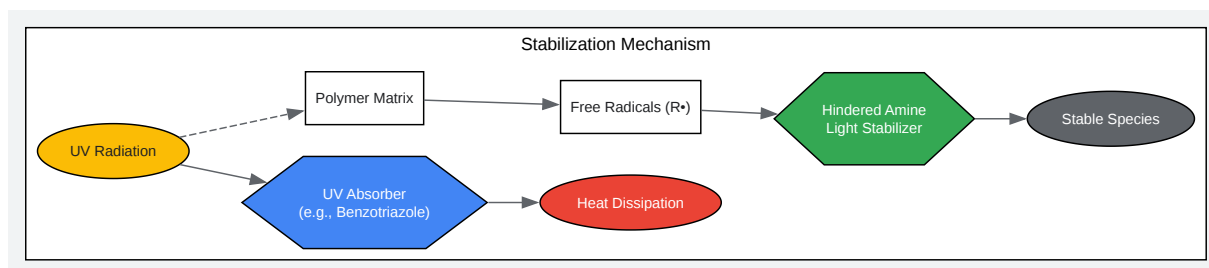 Stabilization Mechanism
Polymer Matrix
Free Radicals (R•)
Hindered Amine
Light Stabilizer
Stable Species
UV Radiation
UV Absorber
(e.g., Benzotriazole)
Heat Dissipation